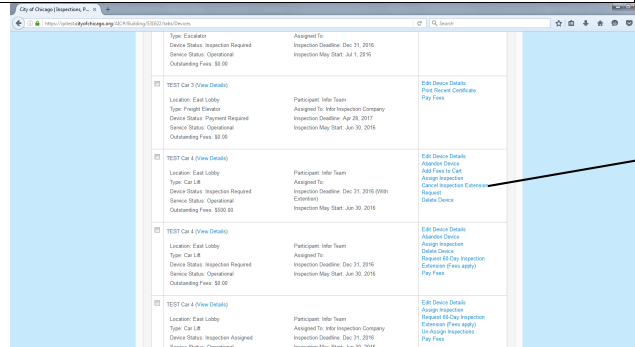 City of Chicago | Inspections, P...
https://iptest.cityofchicago.org/AICP/Building/
/tabs/Devices
Search
Type: Escalator
Assigned To:
Device Status: Inspection Required
Inspection Deadline: Dec 31, 2016
Service Status: Operational
Inspection May Start: Jul 1, 2016
Outstanding Fees: $0.00
TEST Car 3 (View Details)
Location: East Lobby
Participant: Infor Team
Type: Freight Elevator
Assigned To: Infor Inspection Company
Device Status: Payment Required
Inspection Deadline: Apr 28, 2017
Service Status: Operational
Inspection May Start: Jun 30, 2016
Outstanding Fees: $0.00
Edit Device Details
Print Recent Certificate
Pay Fees
TEST Car 4 (View Details)
Location: East Lobby
Participant: Infor Team
Type: Car Lift
Assigned To:
Device Status: Inspection Required
Inspection Deadline: Dec 31, 2016 (With
Extention)
Service Status: Operational
Inspection May Start: Jun 30, 2016
Outstanding Fees: $500.00
Edit Device Details
Abandon Device
Add Fees to Cart
Assign Inspection
Cancel Inspection Extension
Request
Delete Device
TEST Car 4 (View Details)
Location: East Lobby
Participant: Infor Team
Type: Car Lift
Assigned To:
Device Status: Inspection Required
Inspection Deadline: Dec 31, 2016
Service Status: Operational
Inspection May Start: Jun 30, 2016
Outstanding Fees: $0.00
Edit Device Details
Abandon Device
Assign Inspection
Delete Device
Request 60-Day Inspection
Extension (Fees apply)
Pay Fees
TEST Car 4 (View Details)
Location: East Lobby
Participant: Infor Team
Type: Car Lift
Assigned To: Infor Inspection Company
Device Status: Inspection Assigned
Inspection Deadline: Dec 31, 2016
Service Status: Operational
Inspection May Start: Jun 30, 2016
Edit Device Details
Assign Inspection
Request 60-Day Inspection
Extension (Fees apply)
Un-Assign Inspections
Pay Fees